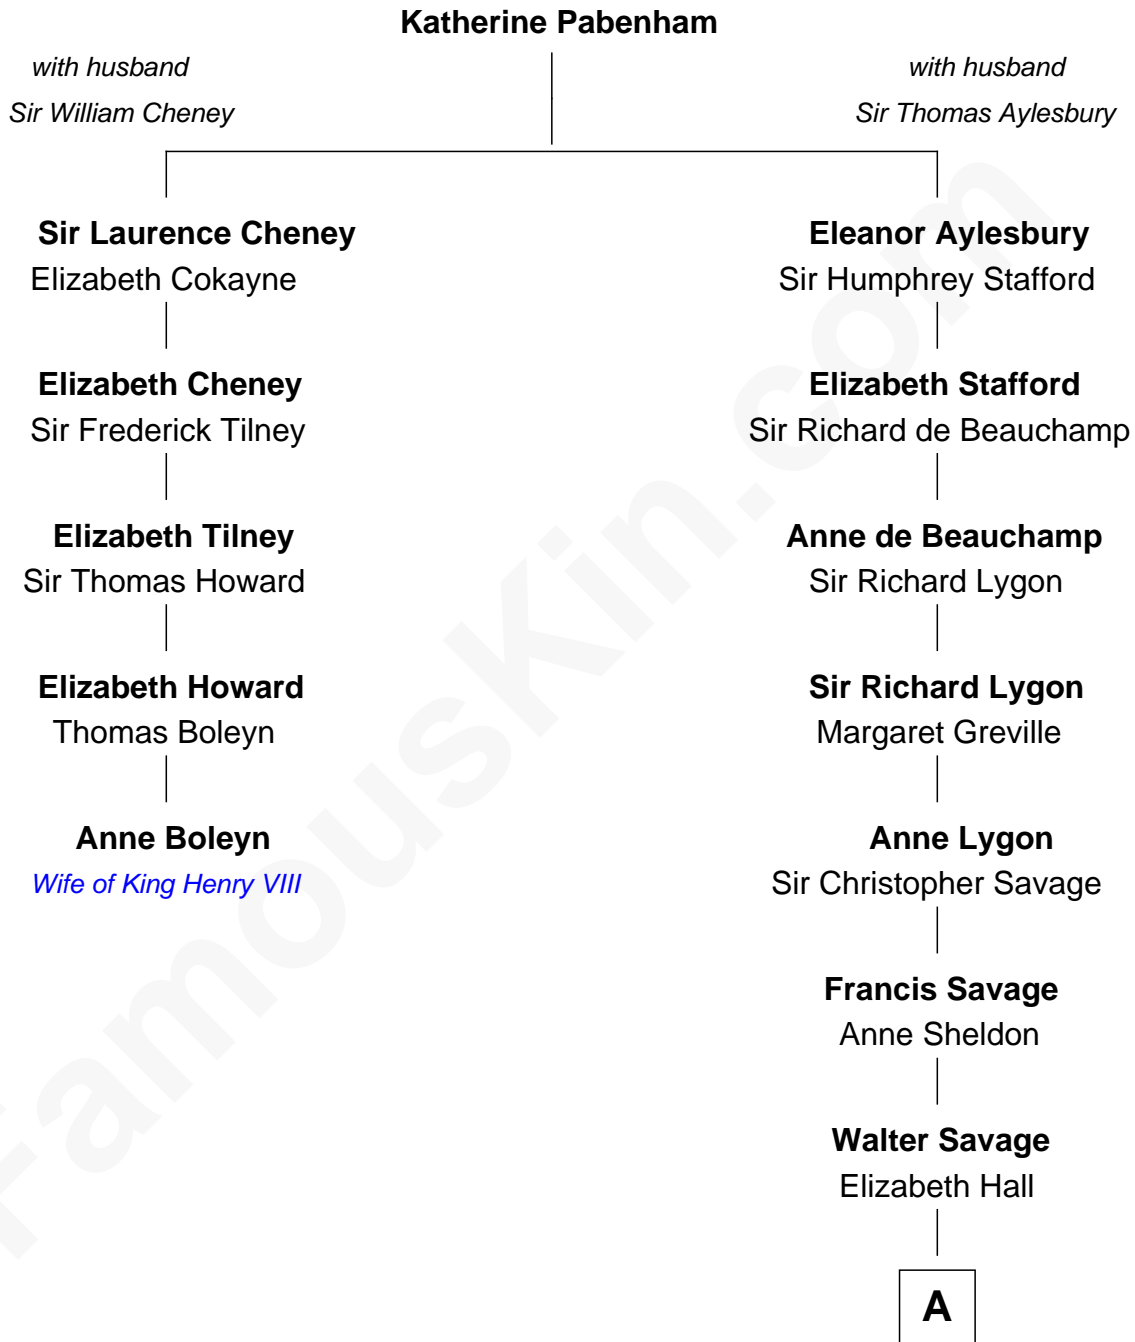 Katherine Pabenham
with husband
Sir William Cheney
with husband
Sir Thomas Aylesbury
Sir Laurence Cheney
Elizabeth Cokayne
Elizabeth Cheney
Sir Frederick Tilney
Elizabeth Tilney
Sir Thomas Howard
Elizabeth Howard
Thomas Boleyn
Anne Boleyn
Wife of King Henry VIII
Eleanor Aylesbury
Sir Humphrey Stafford
Elizabeth Stafford
Sir Richard de Beauchamp
Anne de Beauchamp
Sir Richard Lygon
Sir Richard Lygon
Margaret Greville
Anne Lygon
Sir Christopher Savage
Francis Savage
Anne Sheldon
Walter Savage
Elizabeth Hall
A
FamousKin.com